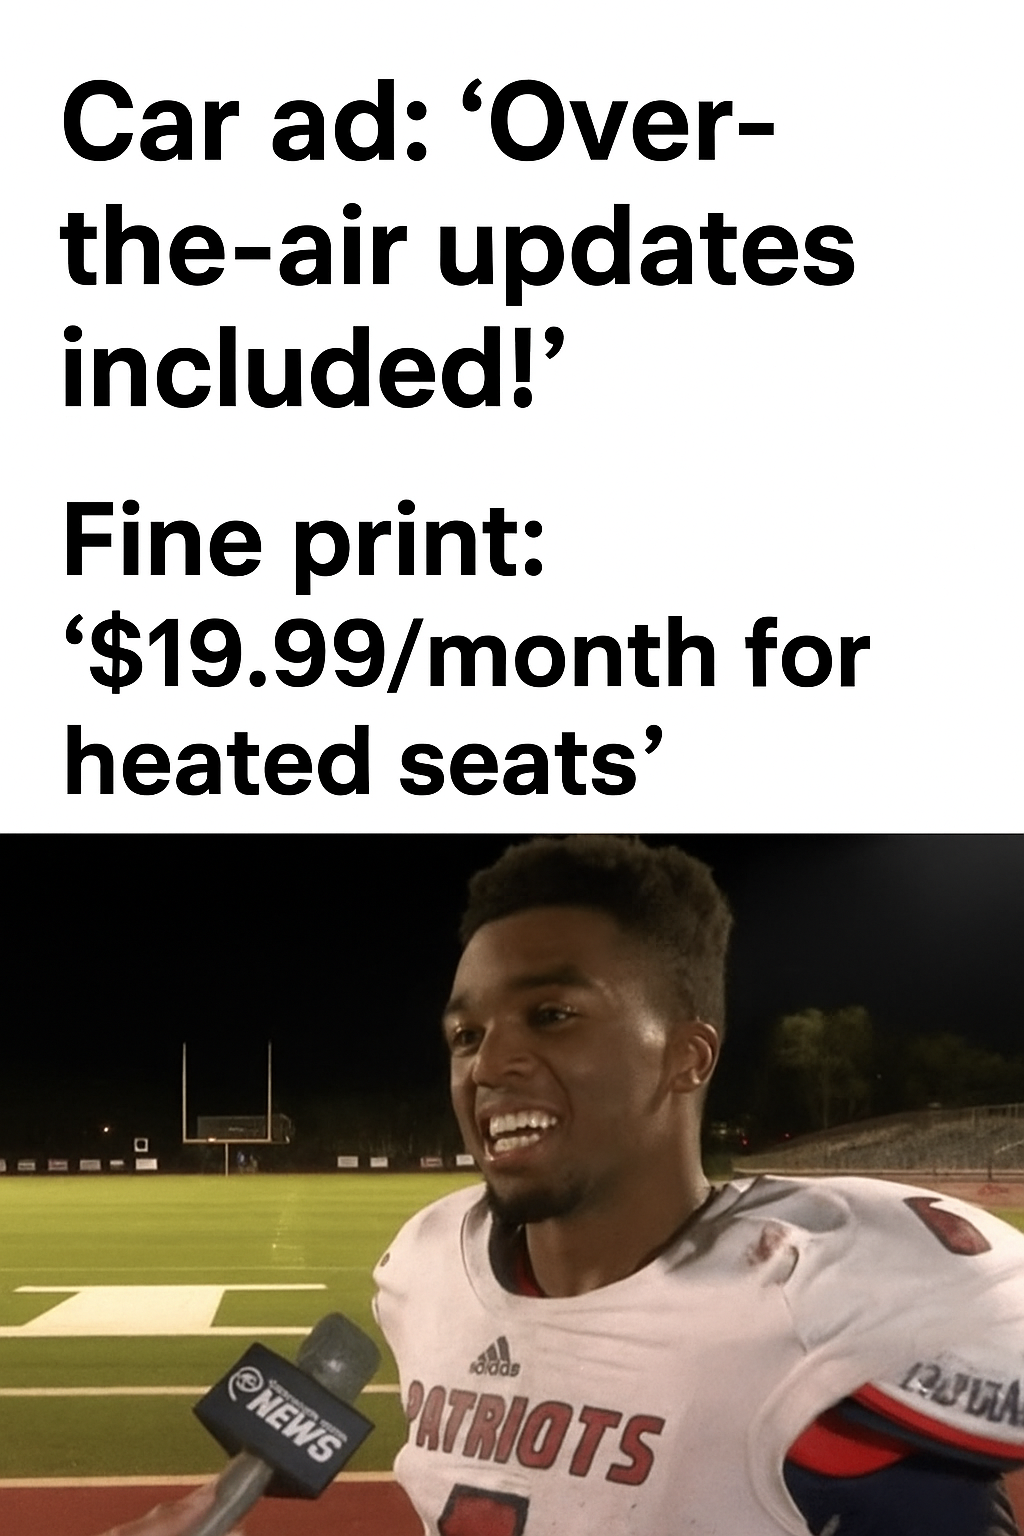 Car ad: ‘Over-
the-air updates
included!’
Fine print:
‘$19.99/month for
heated seats’
adidas
PATRIOTS
NEWS